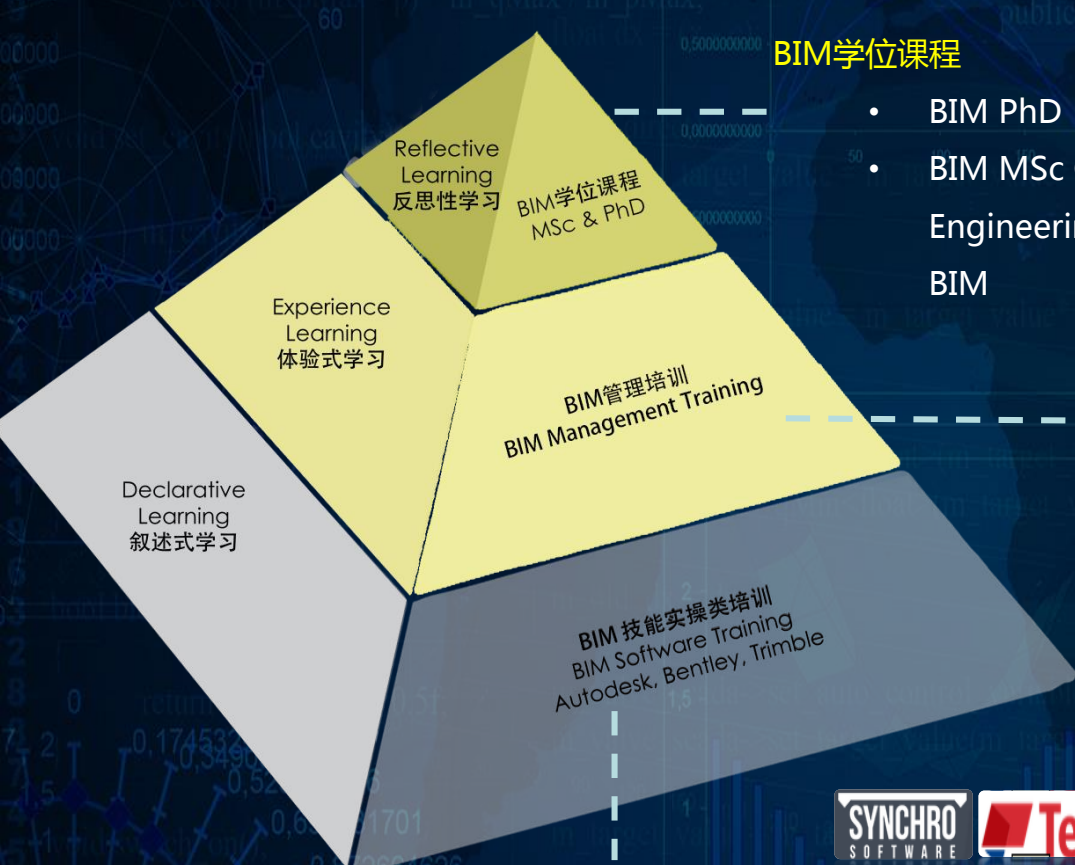 BIM学位课程
• BIM PhD
• BIM MSc
BIM
Reflective
Learning
反思性学习
BIM学位课程
MSc & PhD
Experience
Learning
体验式学习
BIM管理培训
BIM Management Training
Declarative
Learning
叙述式学习
BIM 技能实操类培训
BIM Software Training
Autodesk, Bentley, Trimble
SYNCHRO
SOFTWARE